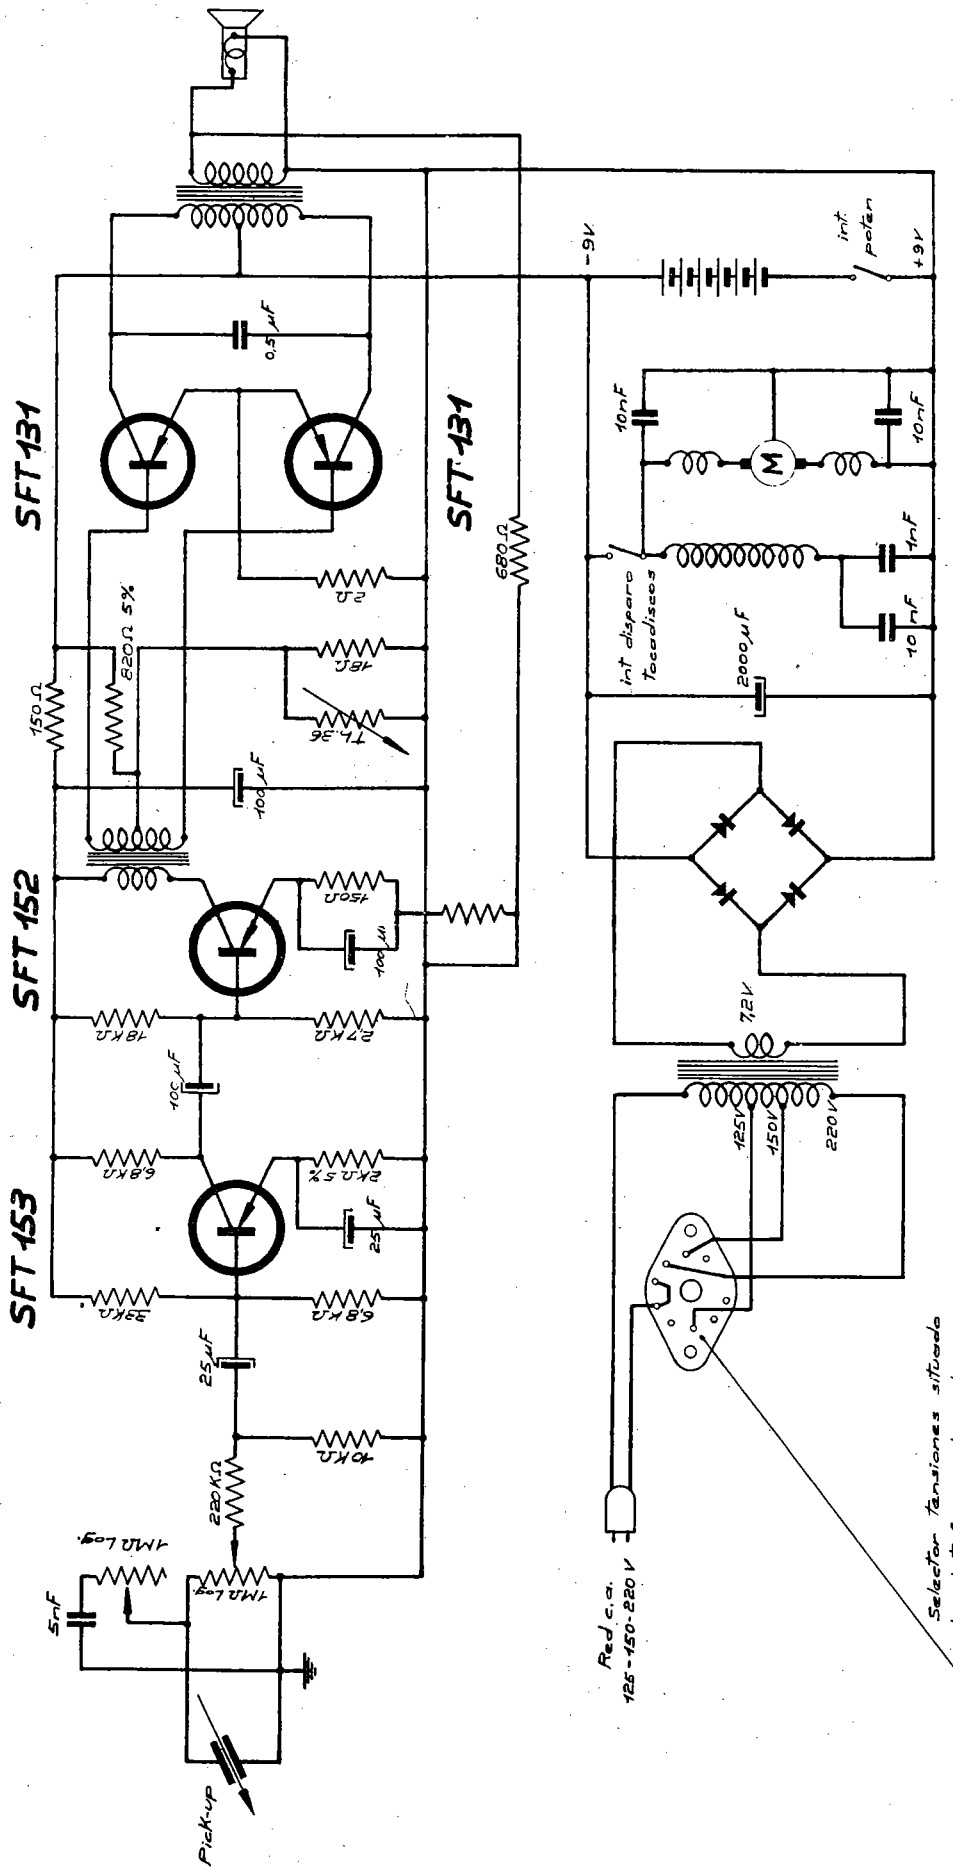 SFT 153
SFT 152
SFT 131
SFT 131
Pick-up
5nF
1MΩ Log.
1MΩ Log.
220KΩ
10KΩ
25µF
33KΩ
6,8KΩ
6,8KΩ
2KΩ 5%
25µF
100µF
18KΩ
2,7KΩ
150Ω
100µ
150Ω
820Ω 5%
100µF
Th.36
18Ω
2Ω
0,5µF
680Ω
Red c.a.
125-150-220V
125V
150V
220V
7,2V
2000µF
int disparo
tocadiscos
10nF
1nF
10nF
10nF
M
-9V
int.
poten
+9V
Selector tensiones situado